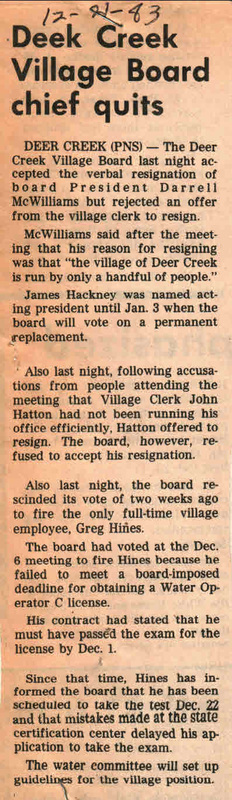 12-21-83
Deek Creek
Village Board
chief quits
DEER CREEK (PNS) — The Deer
Creek Village Board last night ac-
cepted the verbal resignation of
board President Darrell
McWilliams but rejected an offer
from the village clerk to resign.
McWilliams said after the meet-
ing that his reason for resigning
was that “the village of Deer Creek
is run by only a handful of people.”
James Hackney was named act-
ing president until Jan. 3 when the
board will vote on a permanent
replacement.
Also last night, following accusa-
tions from people attending the
meeting that Village Clerk John
Hatton had not been running his
office efficiently, Hatton offered to
resign. The board, however, re-
fused to accept his resignation.
Also last night, the board re-
scinded its vote of two weeks ago
to fire the only full-time village
employee, Greg Hines.
The board had voted at the Dec.
6 meeting to fire Hines because he
failed to meet a board-imposed
deadline for obtaining a Water Op-
erator C license.
His contract had stated that he
must have passed the exam for the
license by Dec. 1.
Since that time, Hines has in-
formed the board that he has been
scheduled to take the test Dec. 22
and that mistakes made at the state
certification center delayed his ap-
plication to take the exam.
The water committee will set up
guidelines for the village position.